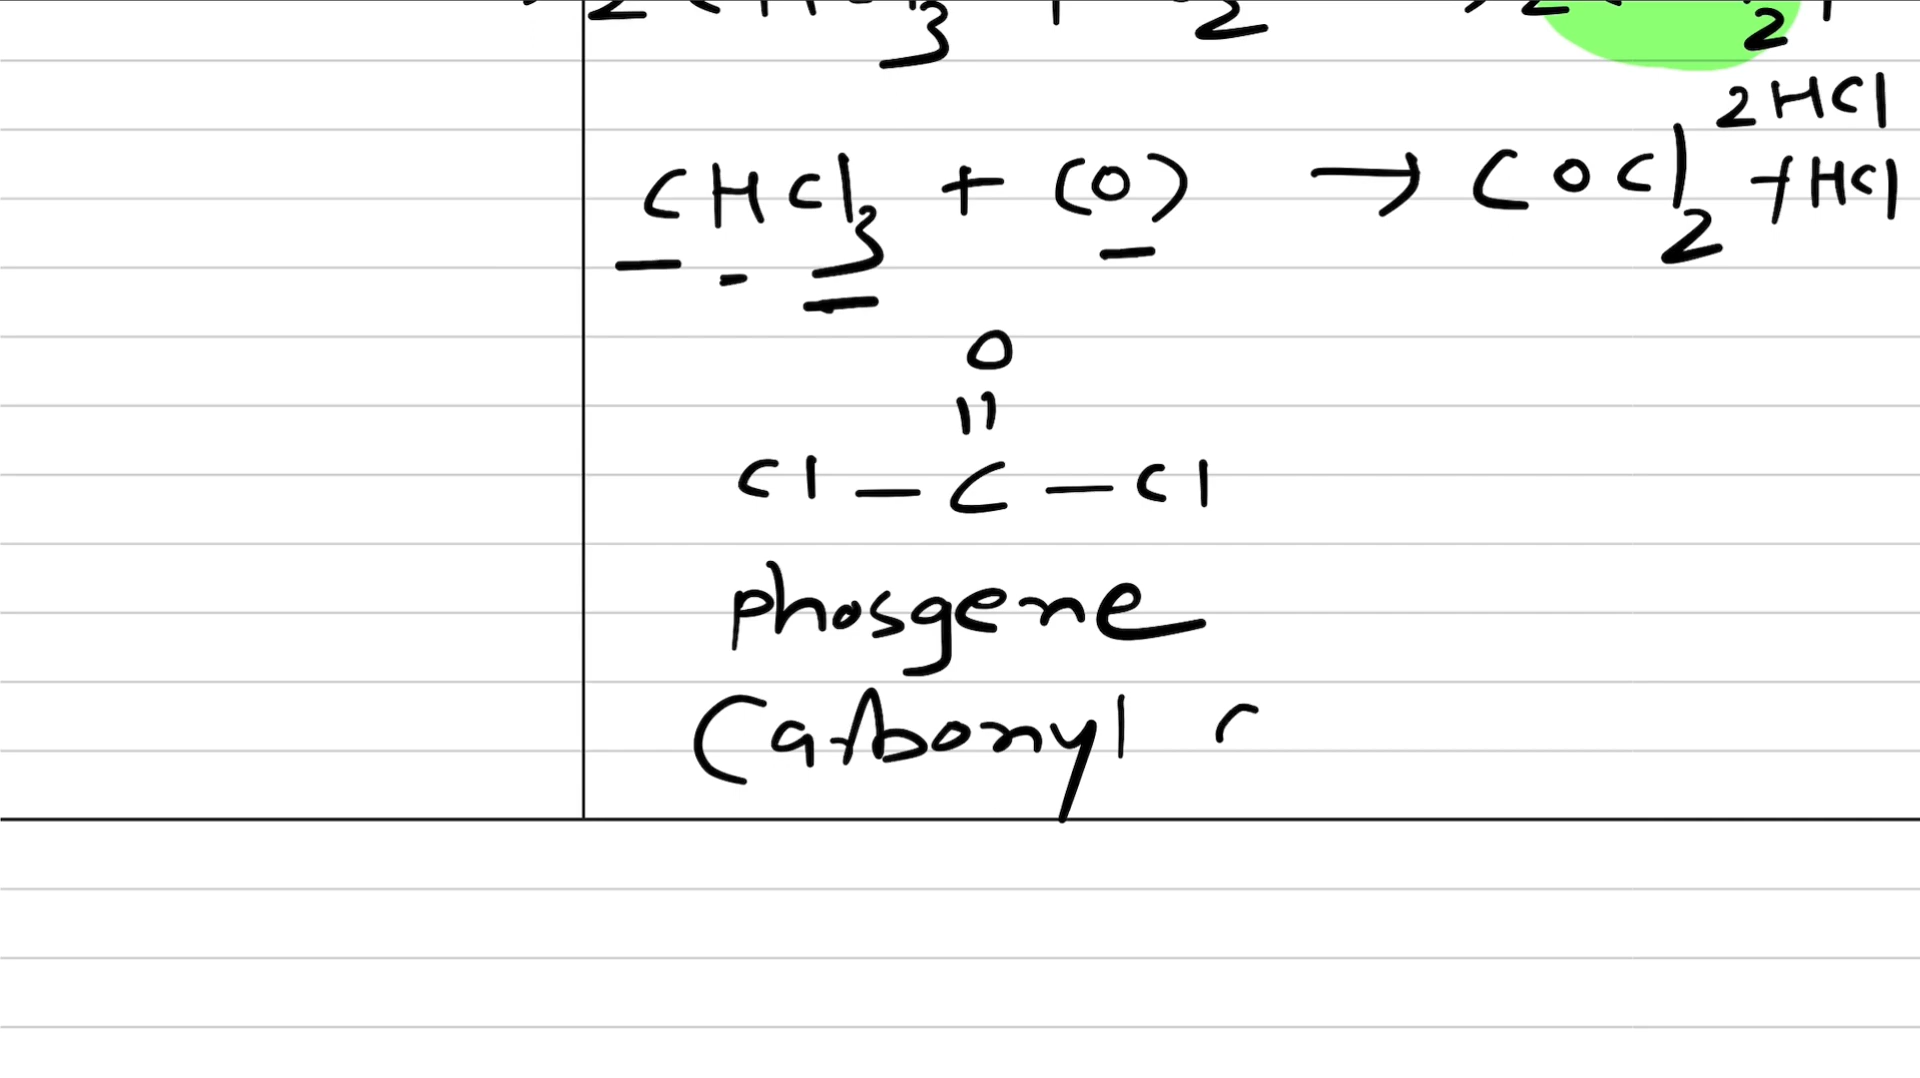 2HCl
CHCl₃ + (O) → COCl₂ + HCl
O
||
Cl — C — Cl
phosgene
Carbonyl C